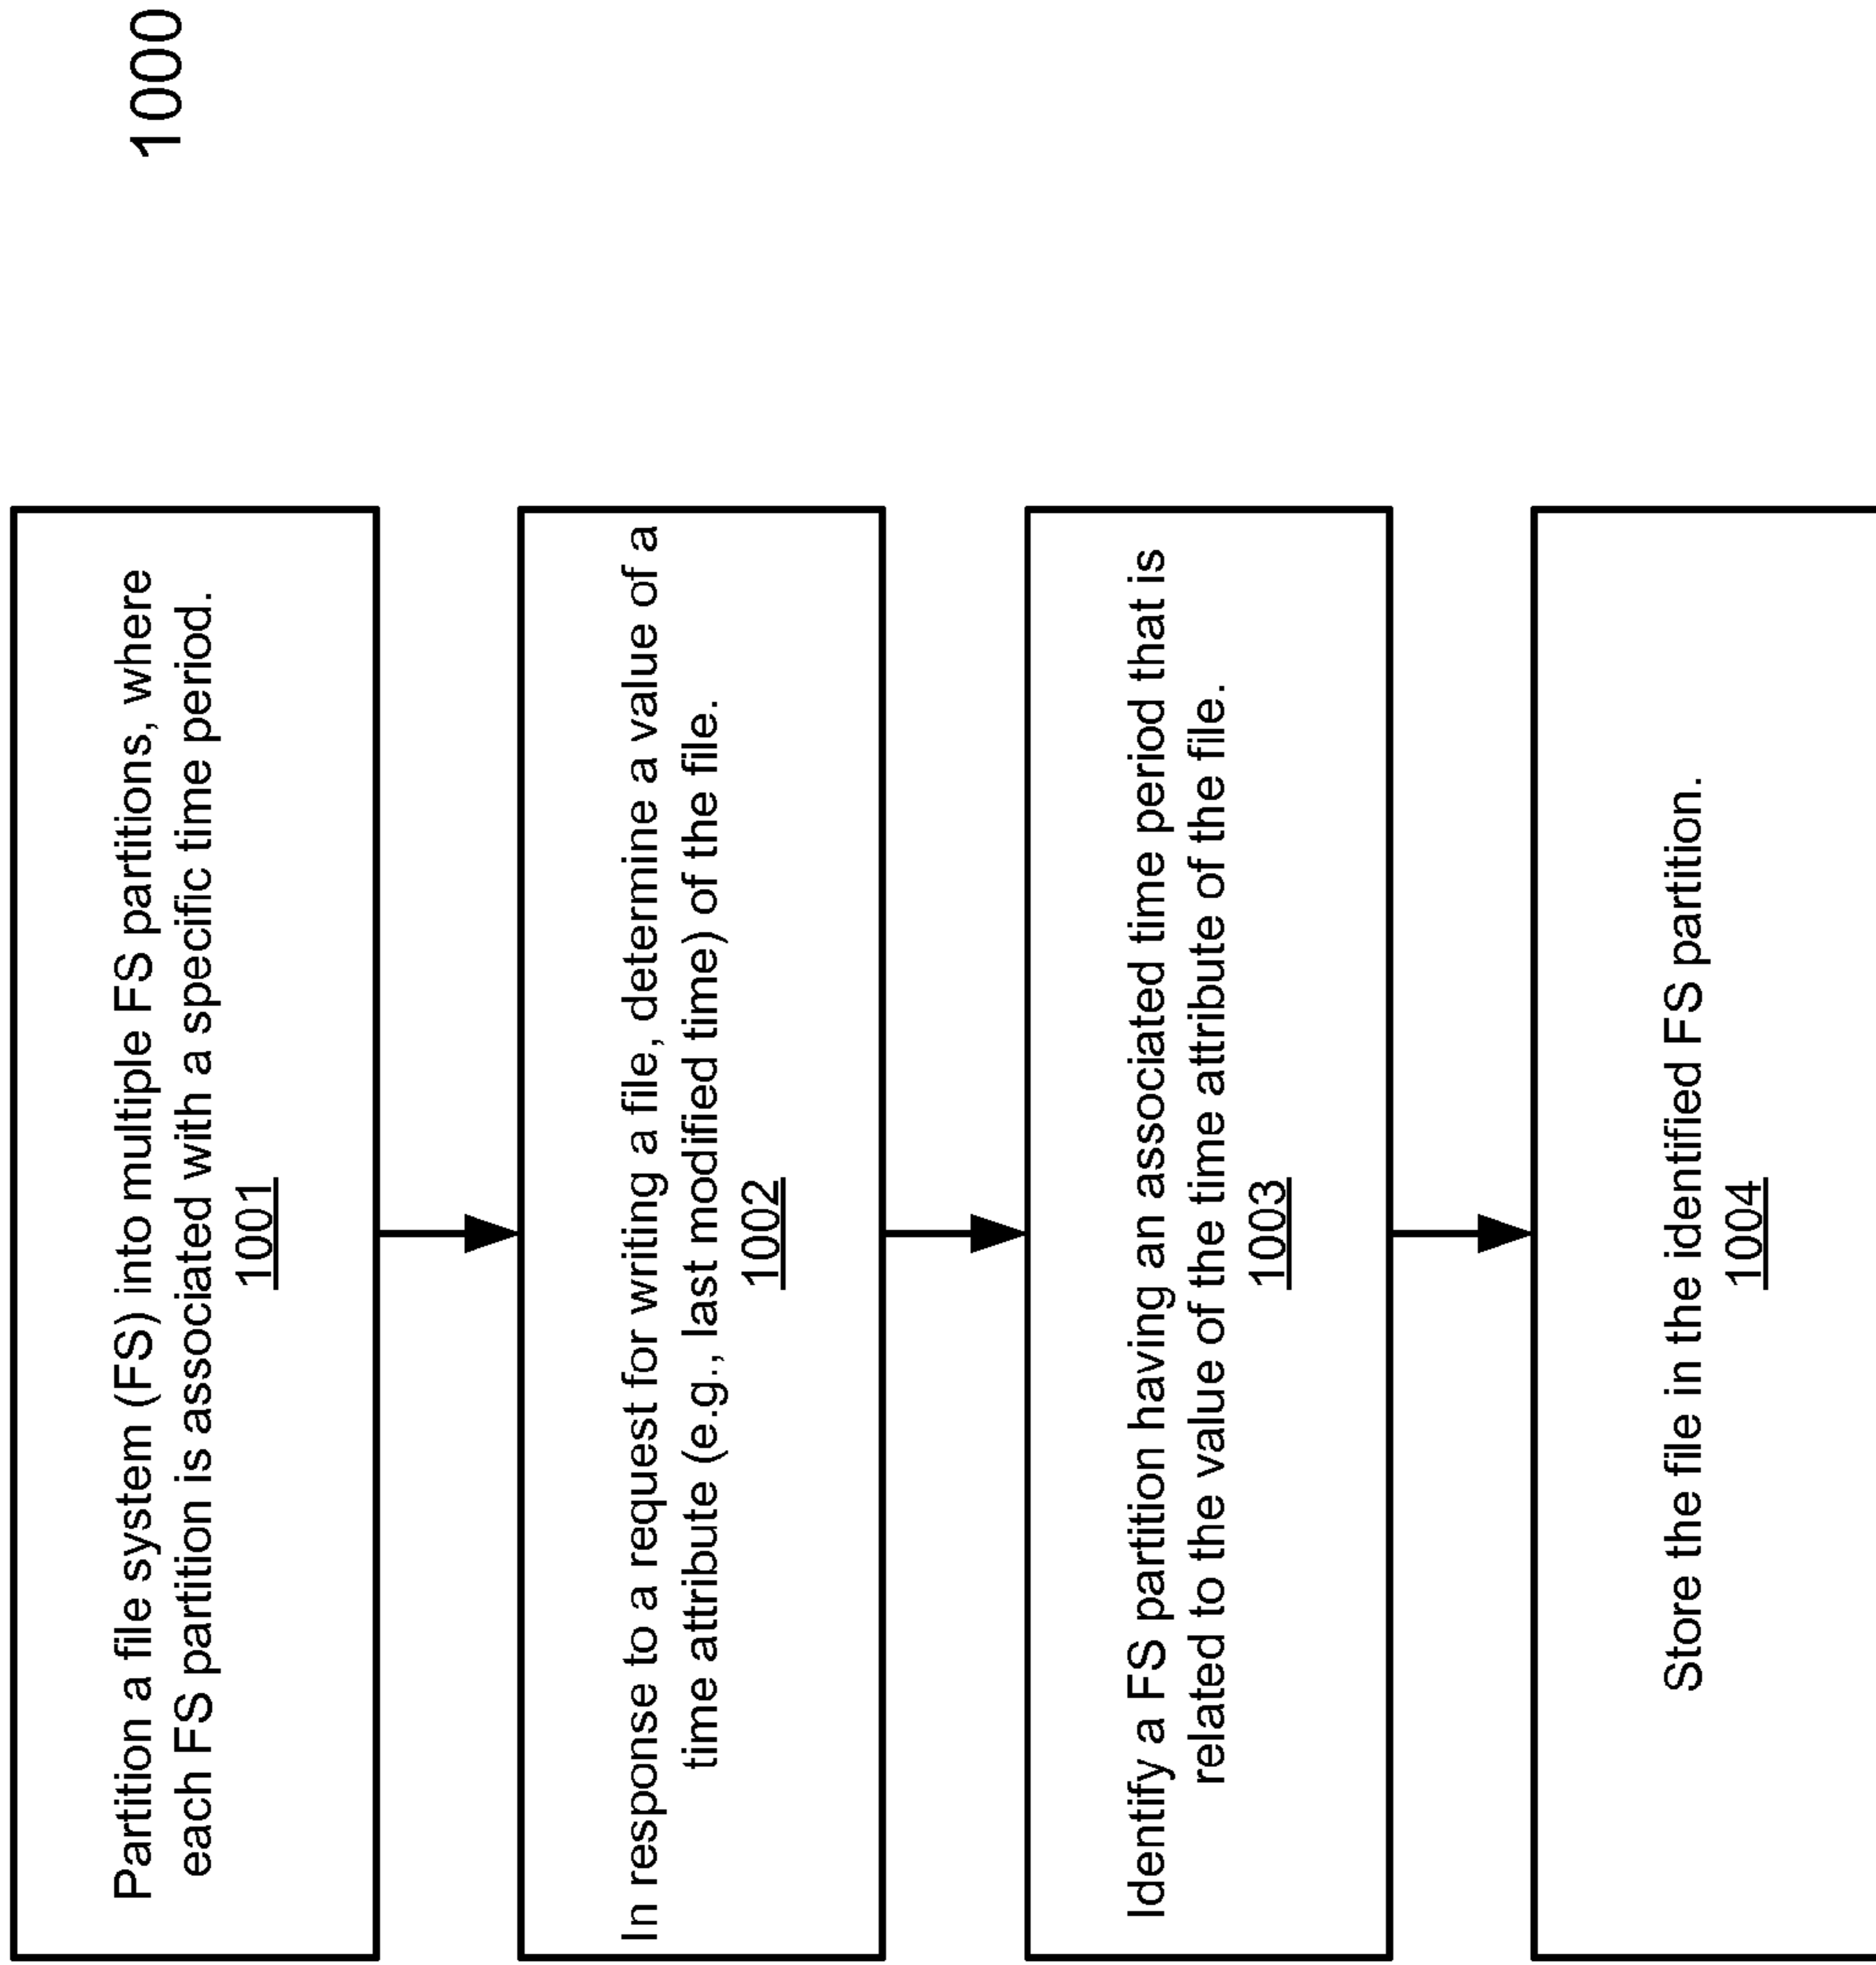 1000
Partition a file system (FS) into multiple FS partitions, where
each FS partition is associated with a specific time period.
1001
In response to a request for writing a file, determine a value of a
time attribute (e.g., last modified time) of the file.
1002
Identify a FS partition having an associated time period that is
related to the value of the time attribute of the file.
1003
Store the file in the identified FS partition.
1004